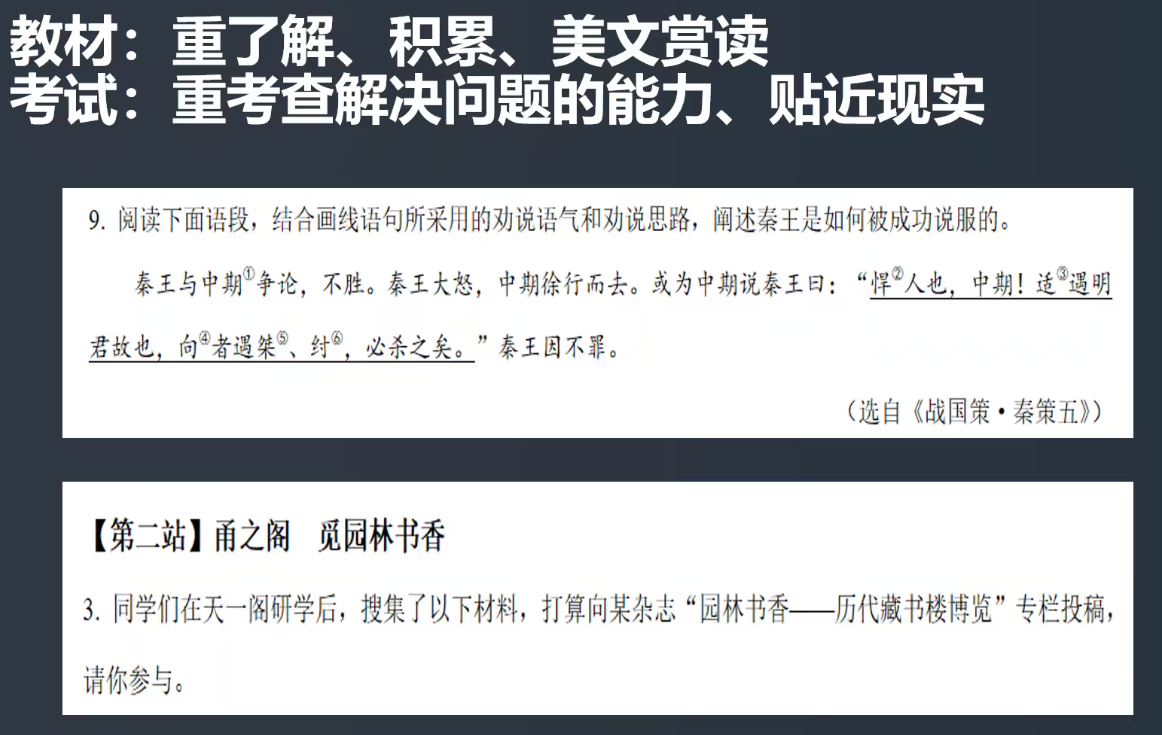 教材：重了解、积累、美文赏读
考试：重考查解决问题的能力、贴近现实
9. 阅读下面语段，结合画线语句所采用的劝说语气和劝说思路，阐述秦王是如何被成功说服的。
秦王与中期①争论，不胜。秦王大怒，中期徐行而去。或为中期说秦王曰：“悍②人也，中期！适③遇明
君故也，向④者遇桀⑤、纣⑥，必杀之矣。”秦王因不罪。
（选自《战国策·秦策五》）
【第二站】甬之阁 觅园林书香
3. 同学们在天一阁研学后，搜集了以下材料，打算向某杂志“园林书香——历代藏书楼博览”专栏投稿，
请你参与。